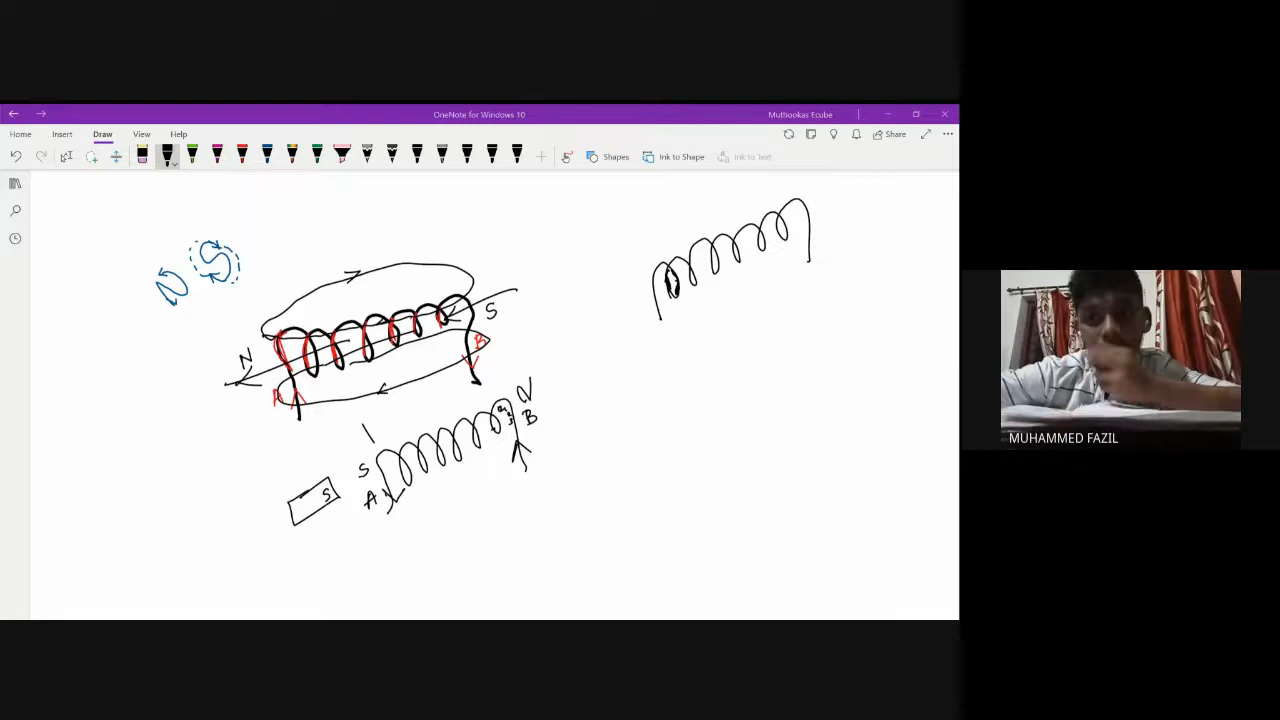 OneNote for Windows 10
Muthookas Ecube
Home Insert Draw View Help
Share
Shapes
Ink to Shape
Ink to Text
N S
S
N
B
A
N
B
S
A
S
MUHAMMED FAZIL